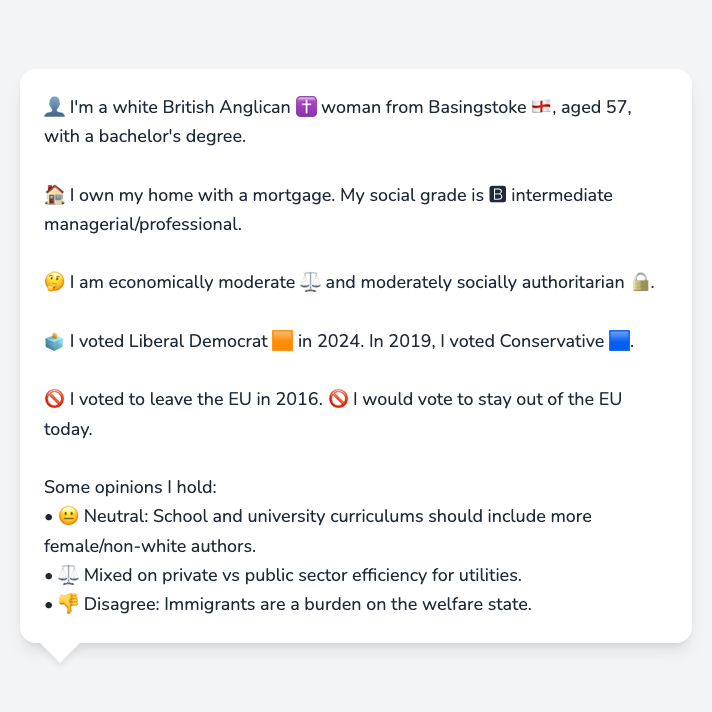 👤 I'm a white British Anglican ✝️ woman from Basingstoke 🏴󠁧󠁢󠁥󠁮󠁧󠁿, aged 57,
with a bachelor's degree.
🏠 I own my home with a mortgage. My social grade is 🅱 intermediate
managerial/professional.
🤔 I am economically moderate ⚖️ and moderately socially authoritarian 🔒.
🗳️ I voted Liberal Democrat 🟧 in 2024. In 2019, I voted Conservative 🟦.
🚫 I voted to leave the EU in 2016. 🚫 I would vote to stay out of the EU
today.
Some opinions I hold:
• 😐 Neutral: School and university curriculums should include more
female/non-white authors.
• ⚖️ Mixed on private vs public sector efficiency for utilities.
• 👎 Disagree: Immigrants are a burden on the welfare state.